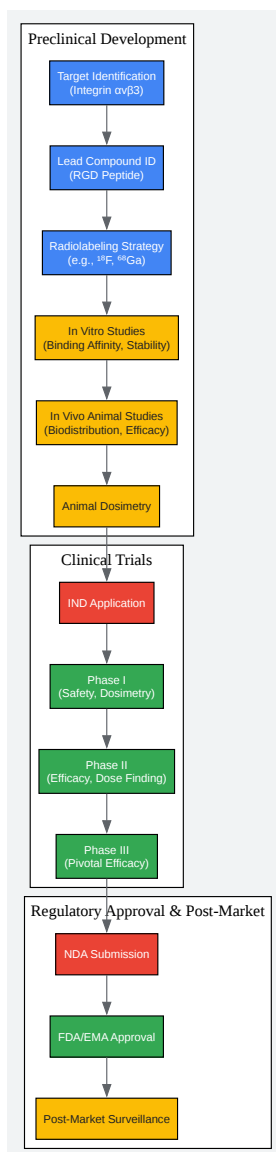 Preclinical Development
Target Identification
(Integrin αvβ3)
Lead Compound ID
(RGD Peptide)
Radiolabeling Strategy
(e.g., ¹⁸F, ⁶⁸Ga)
In Vitro Studies
(Binding Affinity, Stability)
In Vivo Animal Studies
(Biodistribution, Efficacy)
Animal Dosimetry
Clinical Trials
IND Application
Phase I
(Safety, Dosimetry)
Phase II
(Efficacy, Dose Finding)
Phase III
(Pivotal Efficacy)
Regulatory Approval & Post-Market
NDA Submission
FDA/EMA Approval
Post-Market Surveillance